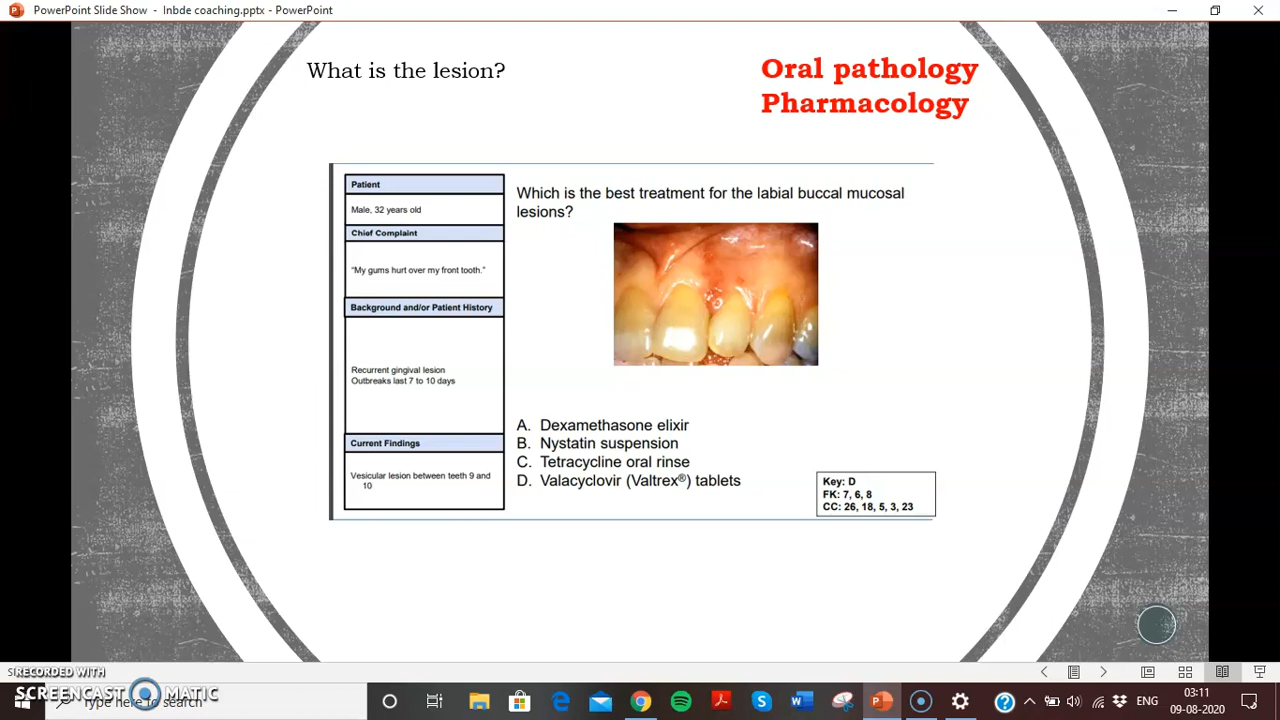 PowerPoint Slide Show - Inbde coaching.pptx - PowerPoint
What is the lesion?
Oral pathology
Pharmacology
Patient
Male, 32 years old
Chief Complaint
"My gums hurt over my front tooth."
Background and/or Patient History
Recurrent gingival lesion
Outbreaks last 7 to 10 days
Current Findings
Vesicular lesion between teeth 9 and
10
Which is the best treatment for the labial buccal mucosal
lesions?
A. Dexamethasone elixir
B. Nystatin suspension
C. Tetracycline oral rinse
D. Valacyclovir (Valtrex®) tablets
Key: D
FK: 7, 6, 8
CC: 26, 18, 5, 3, 23
RECORDED WITH
SCREENCAST MATIC
Type here to search
ENG
03:11
09-08-2020